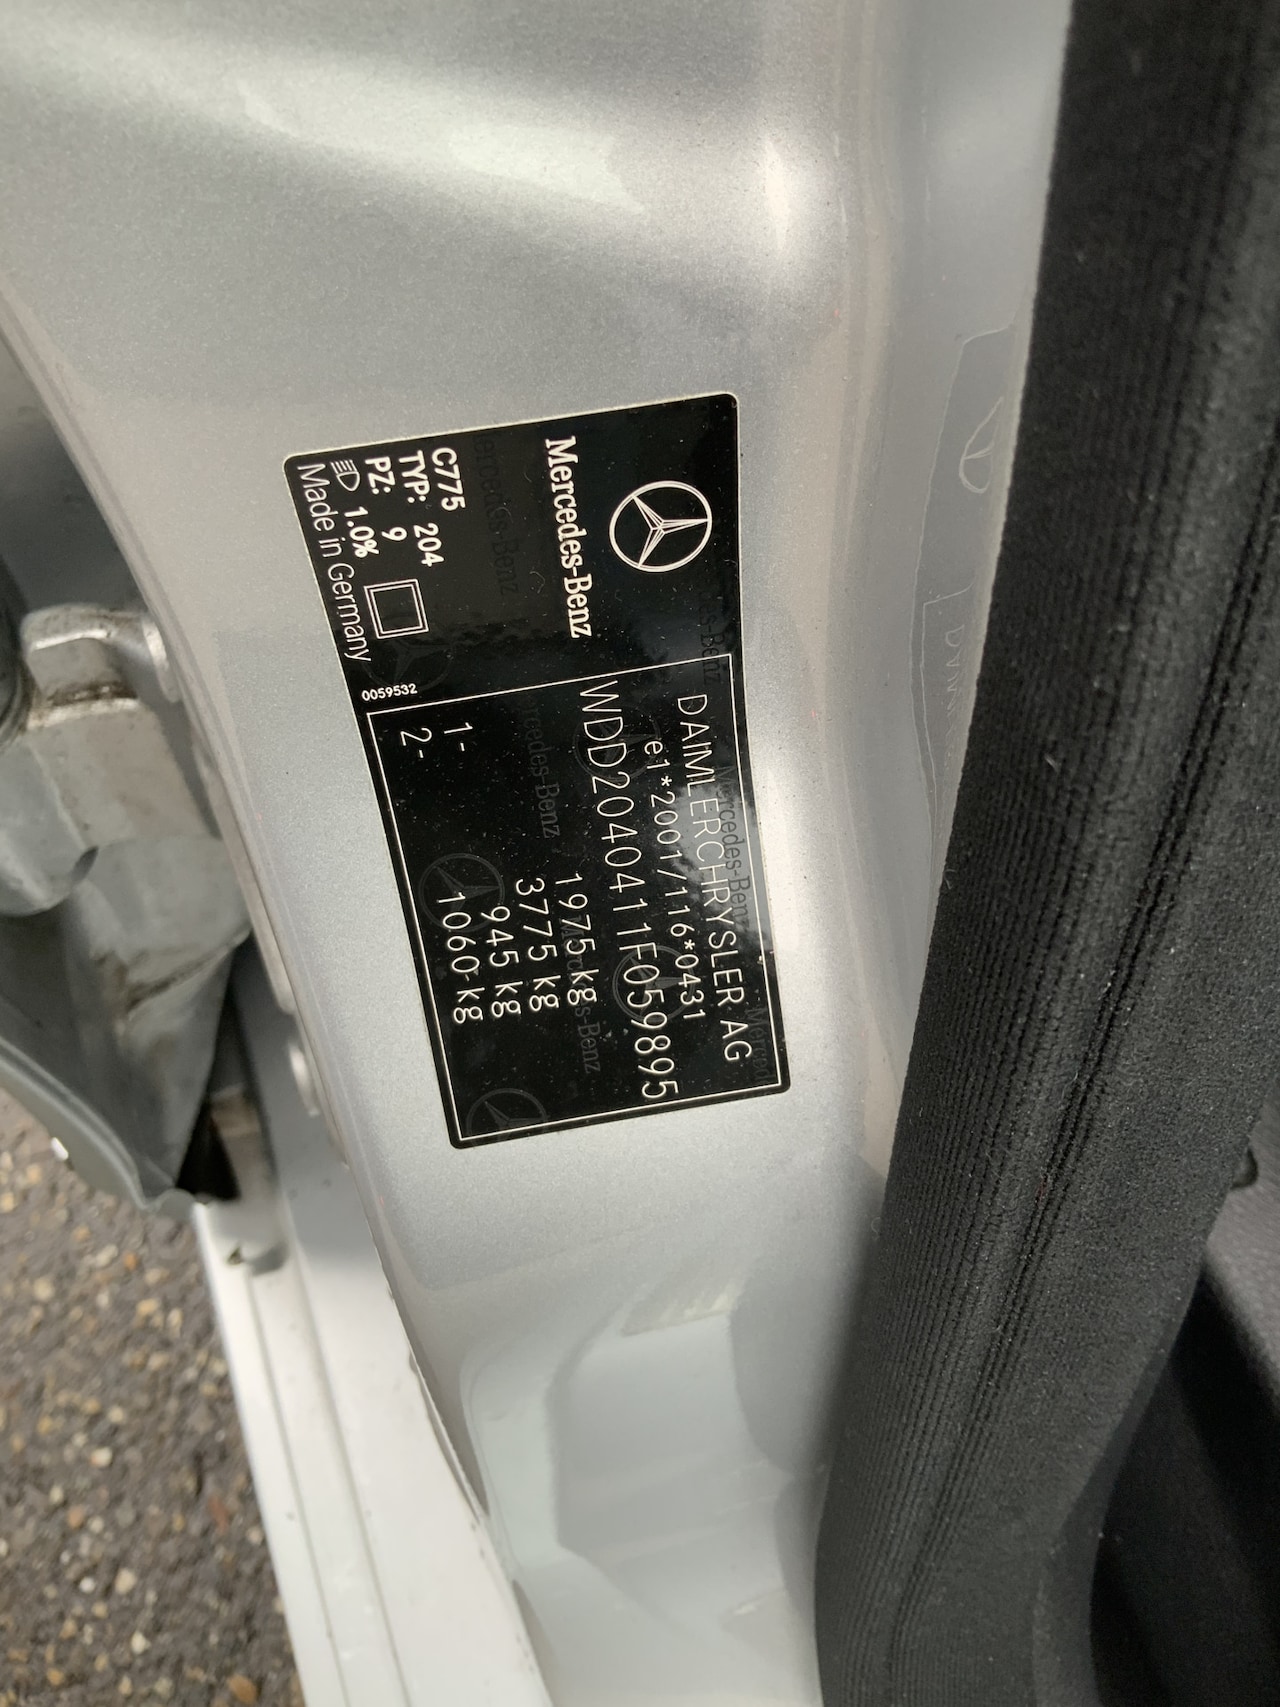 Mercedes-Benz
C775
TYP: 204
PZ: 9
1.0%
Made in Germany
0059532
DAIMLERCHRYSLER AG
e1*2001/116*0431
WDD2040411F059895
1975 kg
3775 kg
1- 945 kg
2- 1060 kg